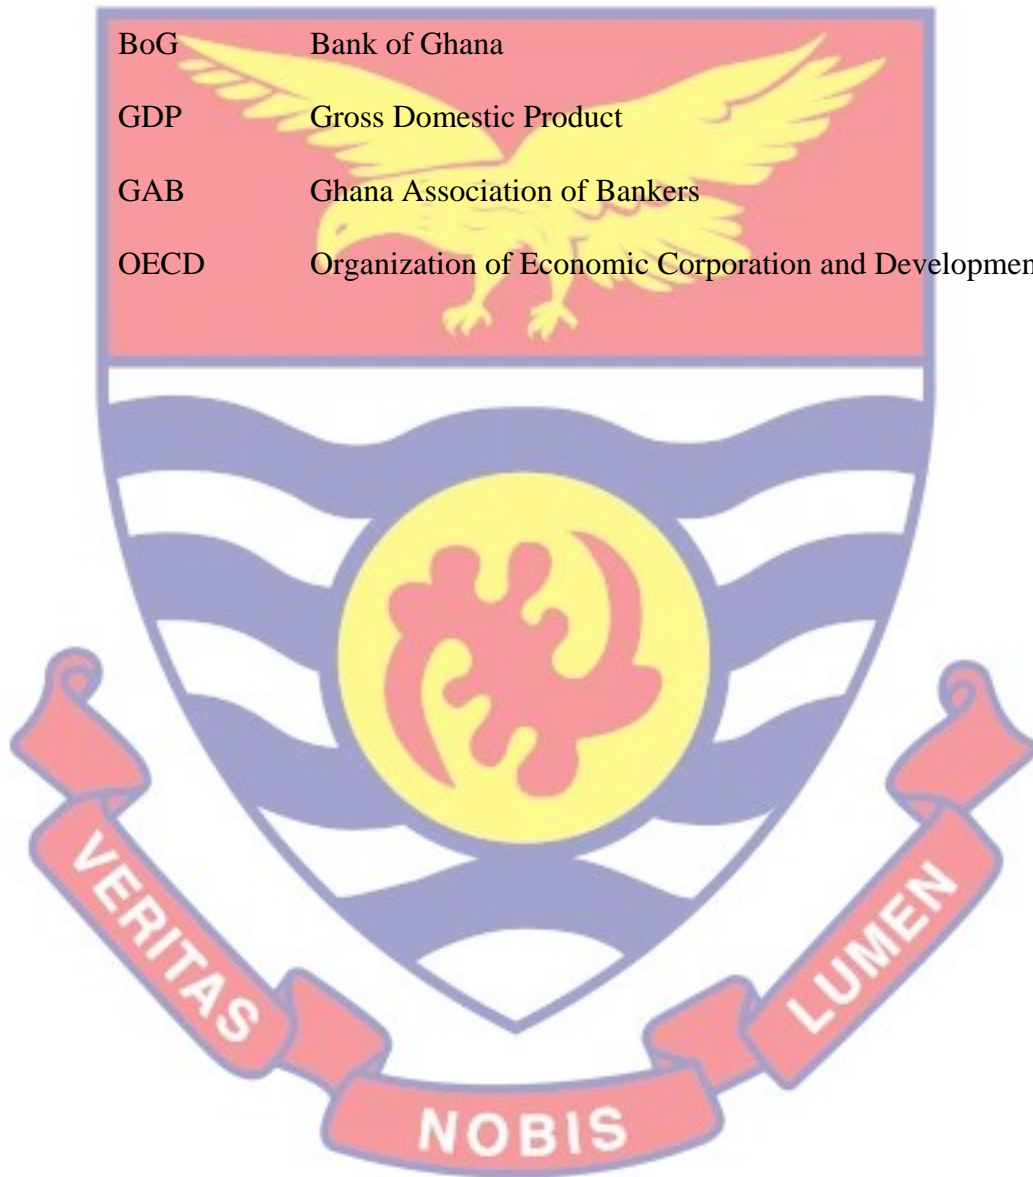 BoG Bank of Ghana
GDP Gross Domestic Product
GAB Ghana Association of Bankers
OECD Organization of Economic Corporation and Developmen
VERITAS
NOBIS
LUMEN